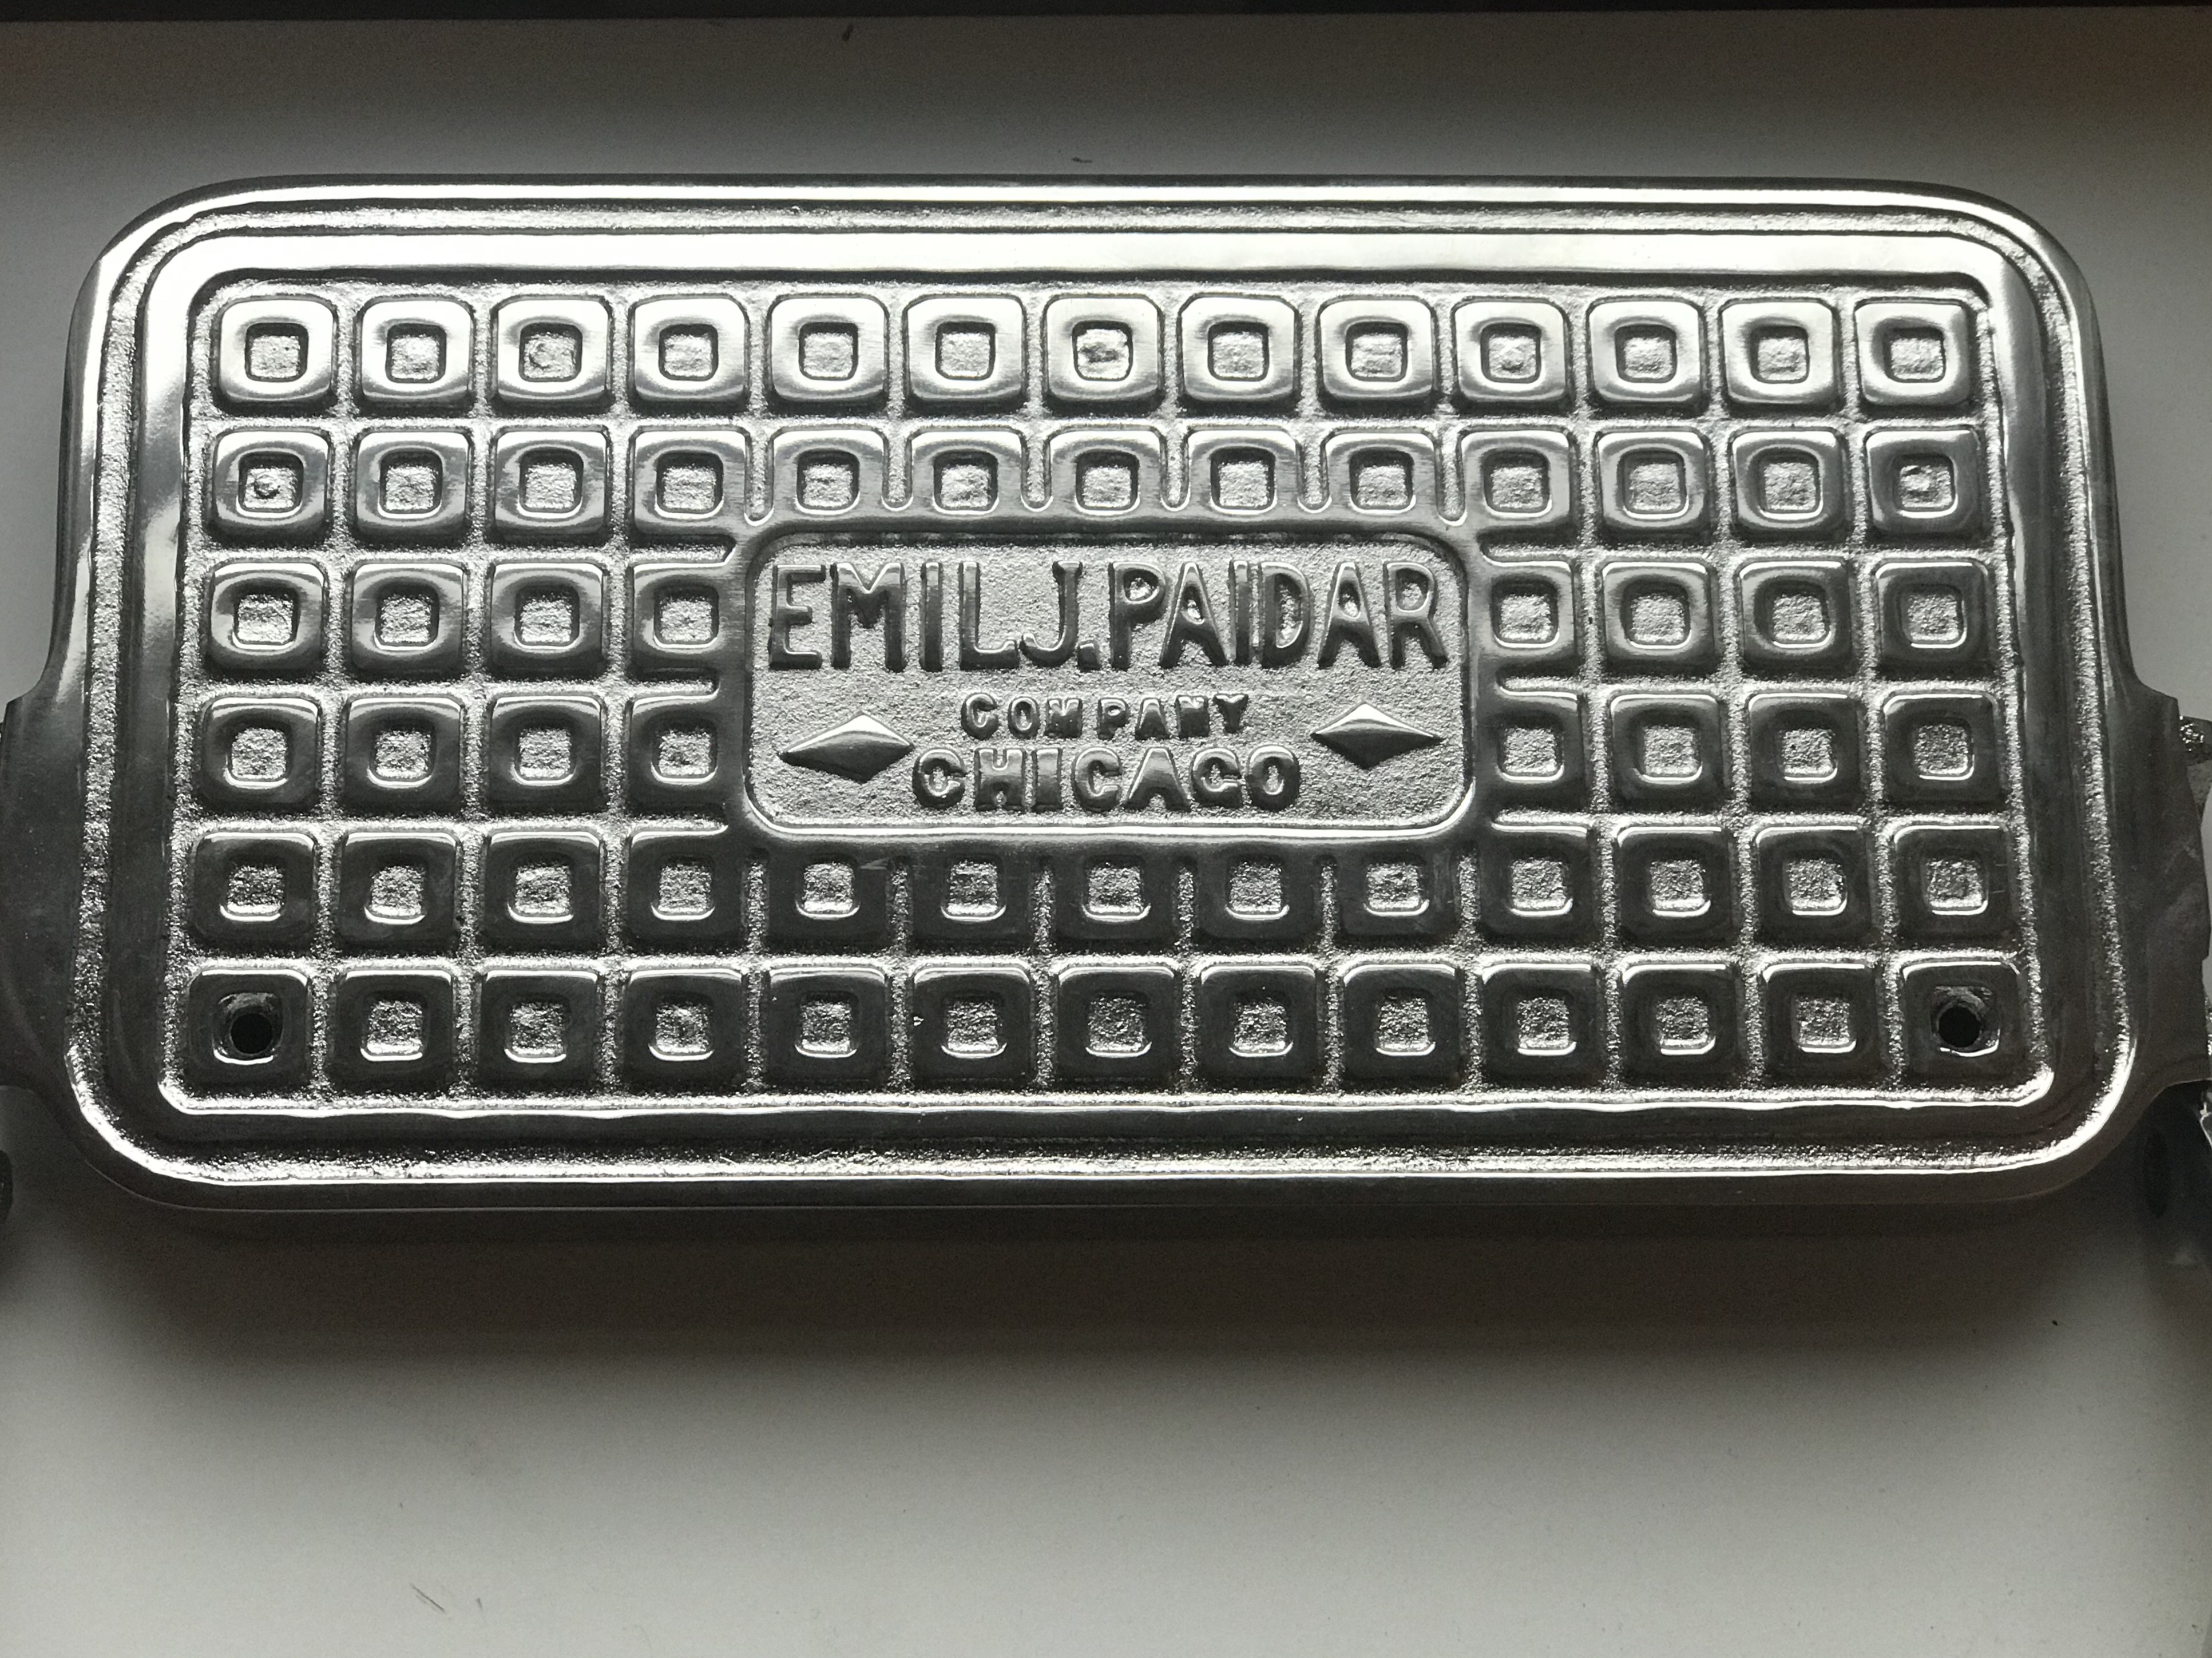 EMIL J. PAIDAR
COMPANY
CHICAGO